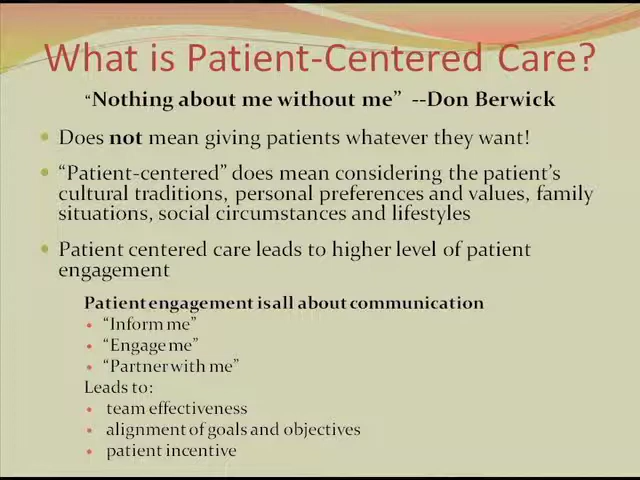 What is Patient-Centered Care?
“Nothing about me without me” --Don Berwick
Does not mean giving patients whatever they want!
“Patient-centered” does mean considering the patient’s
cultural traditions, personal preferences and values, family
situations, social circumstances and lifestyles
Patient centered care leads to higher level of patient
engagement
Patient engagement is all about communication
“Inform me”
“Engage me”
“Partner with me”
Leads to:
team effectiveness
alignment of goals and objectives
patient incentive